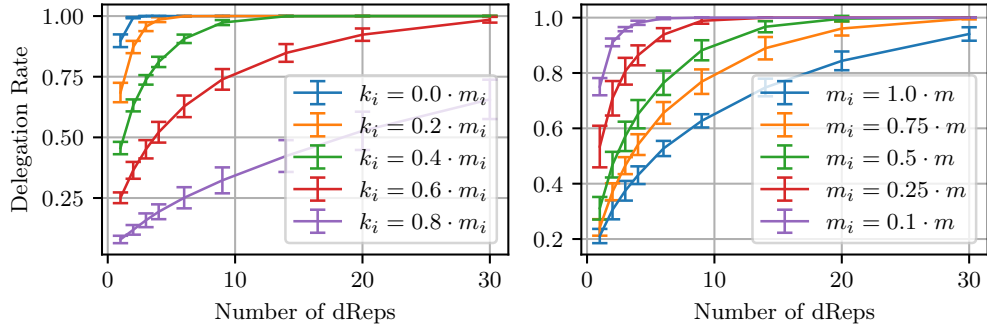 Delegation Rate
1.00
0.75
0.50
0.25
0
10
20
30
Number of dReps
k_i = 0.0 · m_i
k_i = 0.2 · m_i
k_i = 0.4 · m_i
k_i = 0.6 · m_i
k_i = 0.8 · m_i
1.0
0.8
0.6
0.4
0.2
0
10
20
30
Number of dReps
m_i = 1.0 · m
m_i = 0.75 · m
m_i = 0.5 · m
m_i = 0.25 · m
m_i = 0.1 · m